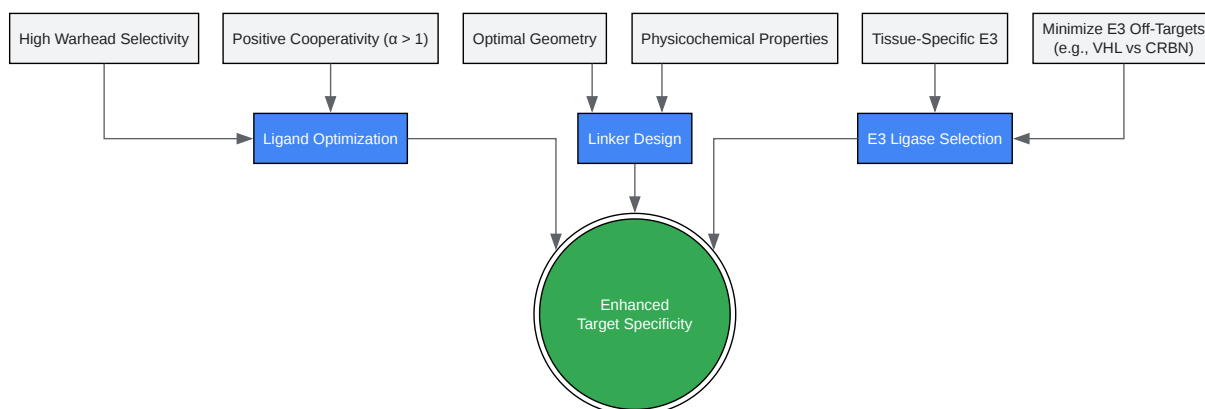 High Warhead Selectivity
Positive Cooperativity (α > 1)
Optimal Geometry
Physicochemical Properties
Tissue-Specific E3
Minimize E3 Off-Targets
(e.g., VHL vs CRBN)
Ligand Optimization
Linker Design
E3 Ligase Selection
Enhanced
Target Specificity